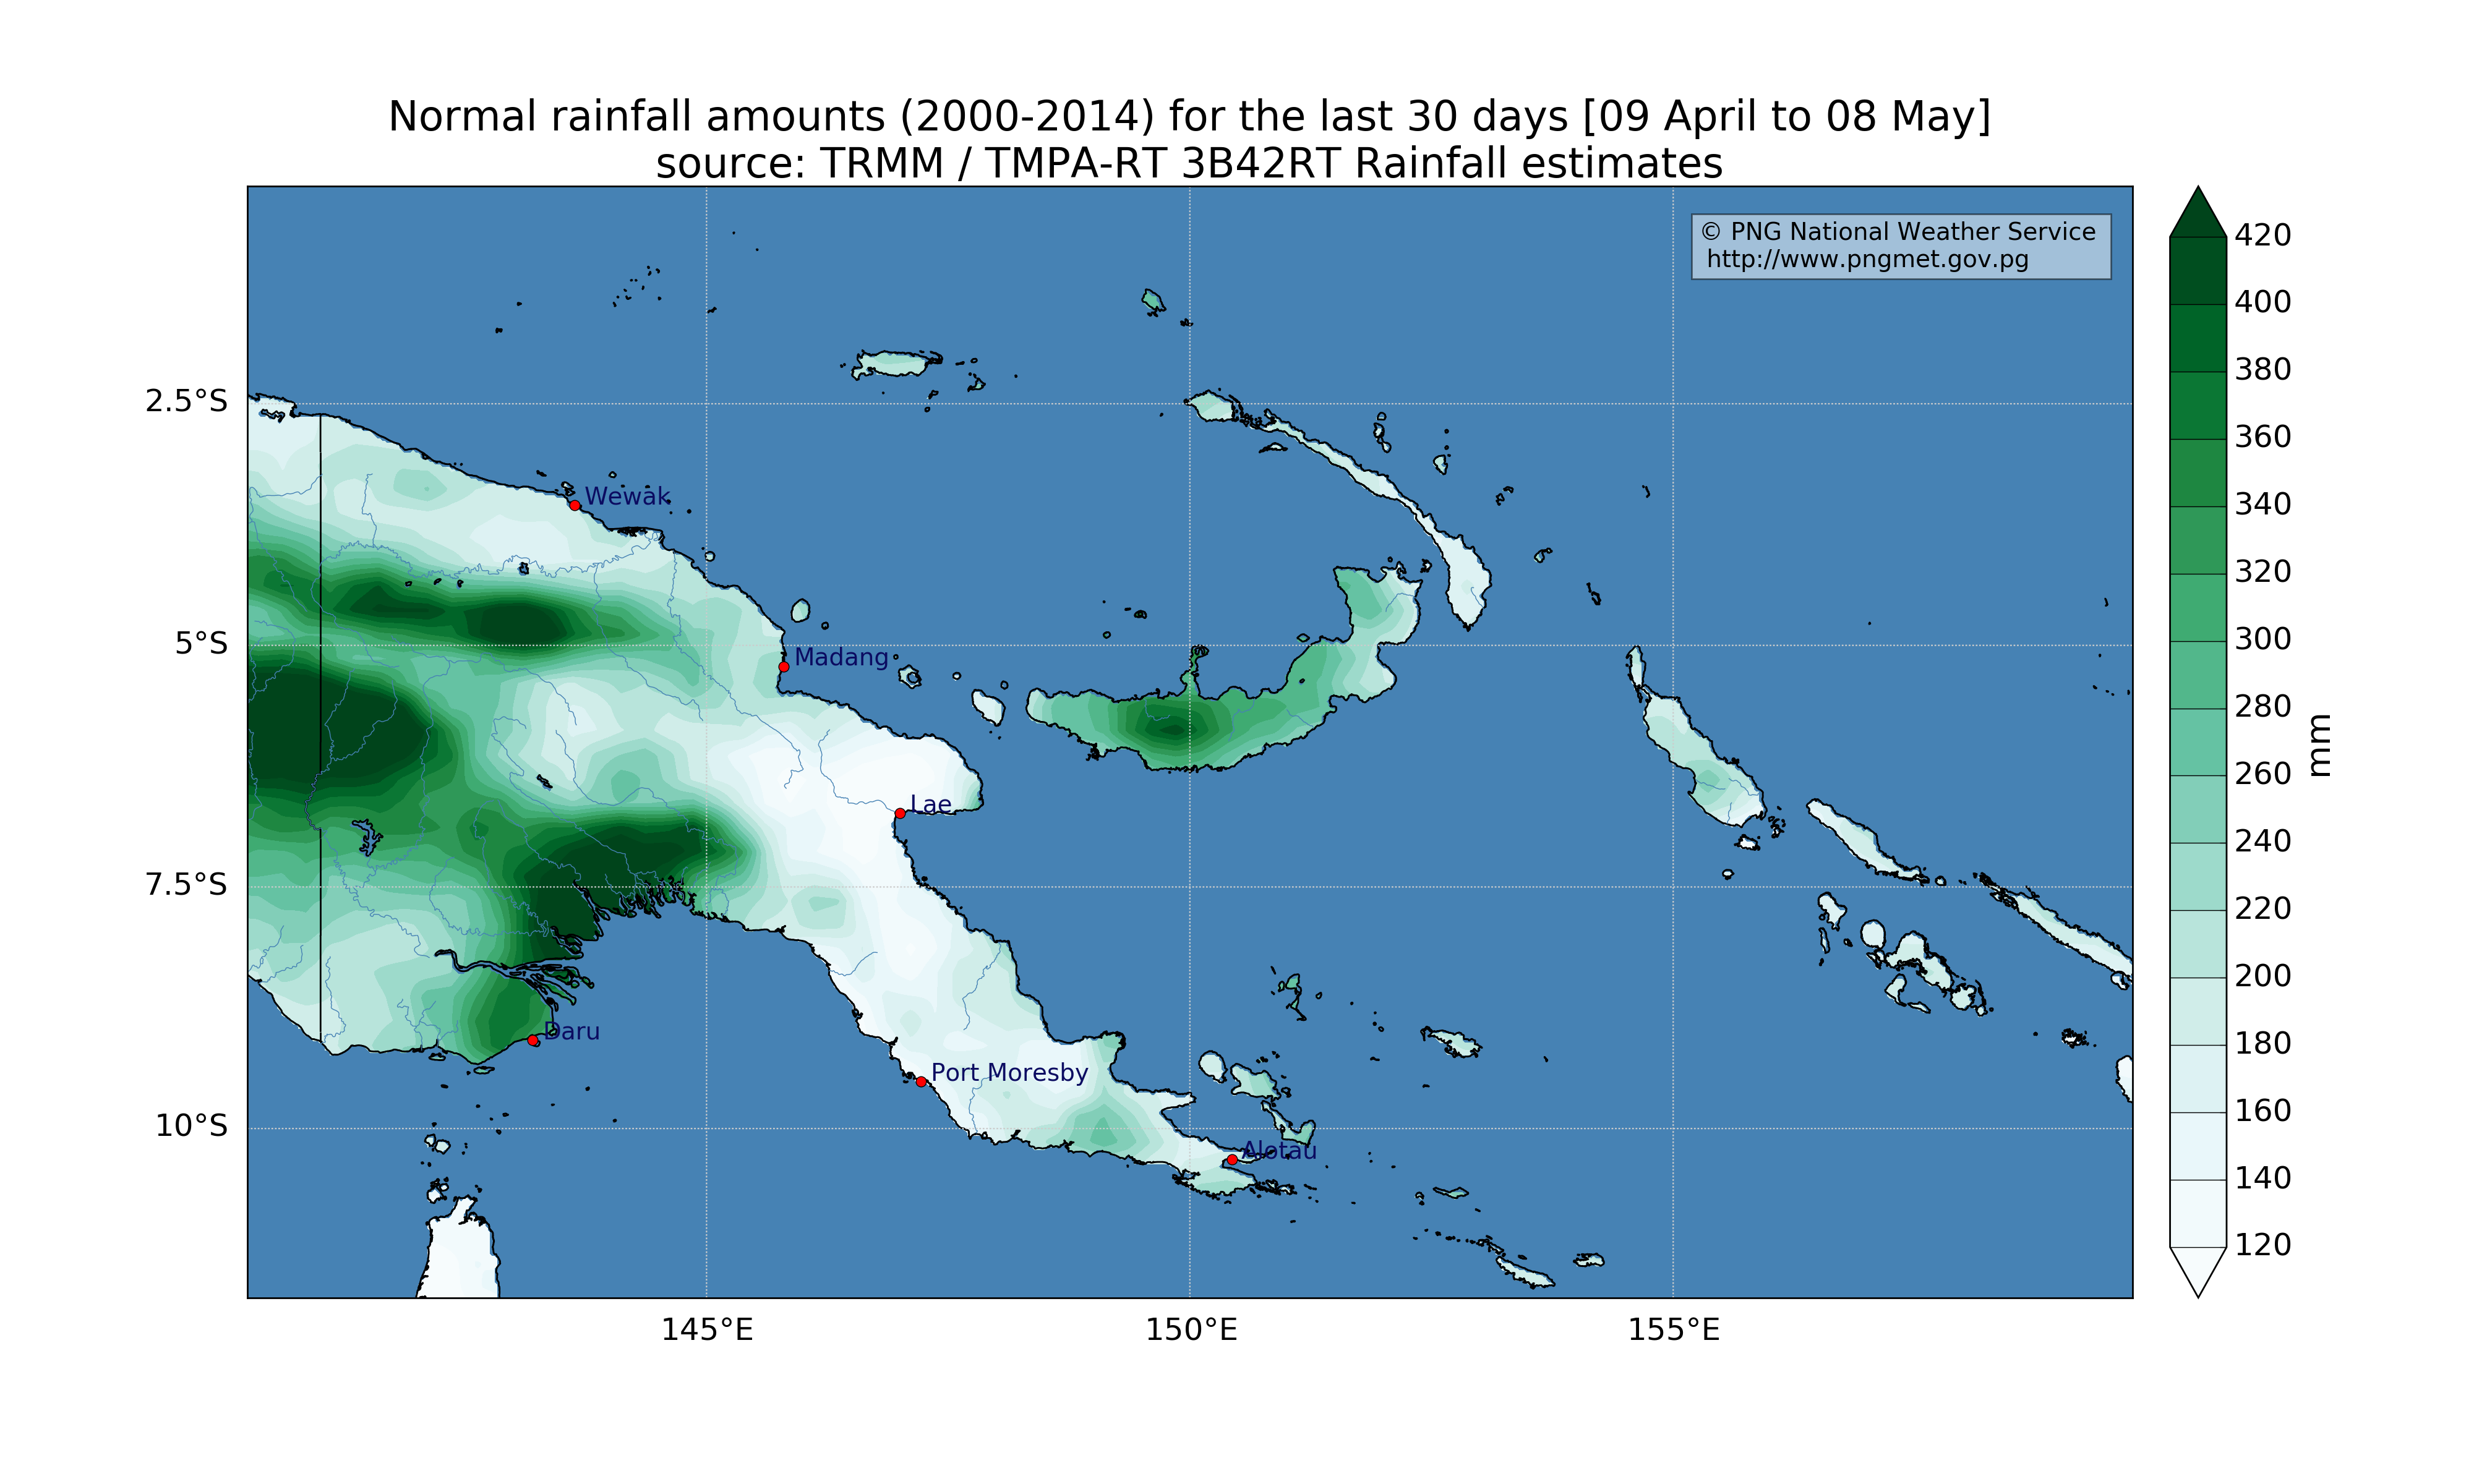 Normal rainfall amounts (2000-2014) for the last 30 days [09 April to 08 May]
source: TRMM / TMPA-RT 3B42RT Rainfall estimates
© PNG National Weather Service
http://www.pngmet.gov.pg
420
400
380
360
340
320
300
280
260
240
220
200
180
160
140
120
mm
2.5°S
5°S
7.5°S
10°S
Wewak
Madang
Lae
Daru
Port Moresby
Alotau
145°E
150°E
155°E